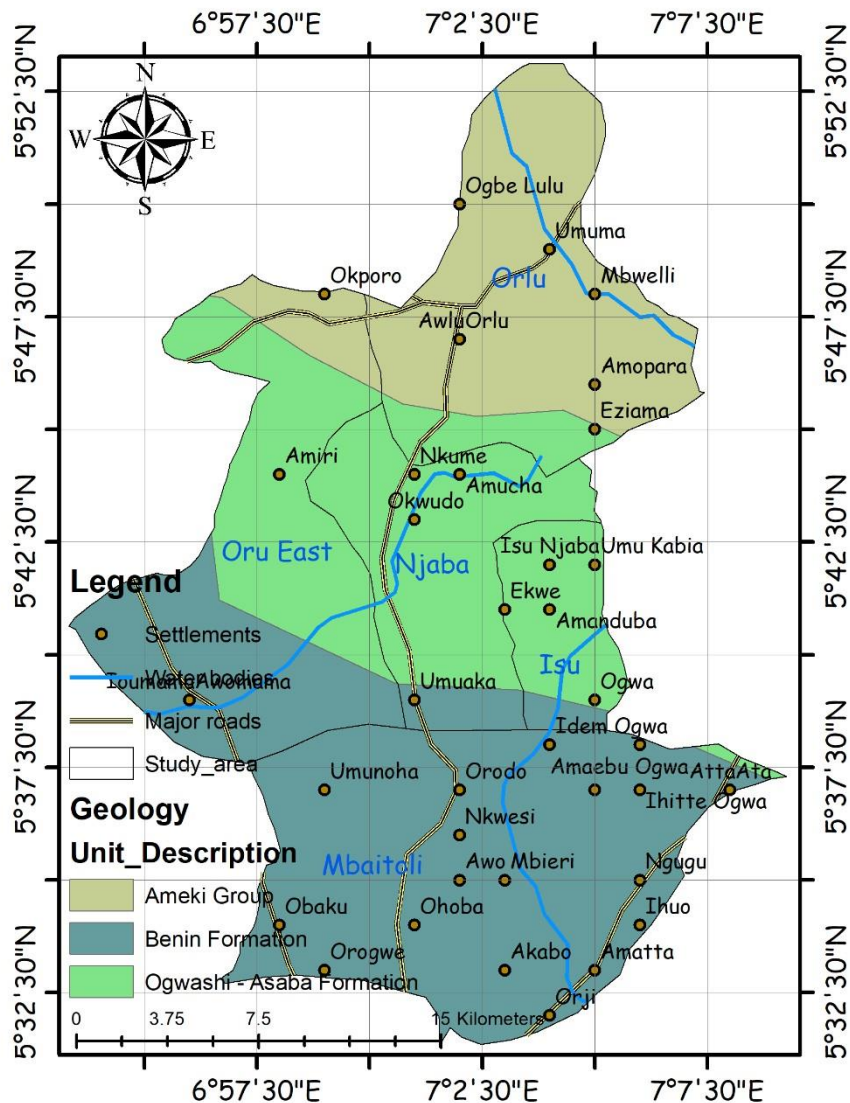 6°57'30"N 7°2'30"N 7°7'30"N
N
W E
S
5°52'30"N 5°52'30"N
Ogbe Lulu
Umuma
Okporo
Orlu
Mbwelli
5°47'30"N 5°47'30"N
AwluOrlu
Amopara
Eziama
Amiri
Nkume
Amucha
Okwudo
5°42'30"N 5°42'30"N
Oru East
Njaba
Isu Njaba Umu Kabia
Ekwe
Amanduba
Isu
Legend
Settlements
Water bodies
Awomama
Major roads
Study_area
Umuaka
Ogwa
Idem Ogwa
5°37'30"N 5°37'30"N
Umunoha
Orodo
Amaebu Ogwa
AttaAta
Ihitte Ogwa
Geology
Unit_Description
Nkwesi
Mbaitoli
Awo Mbieri
Ngugu
Ameki Group
Obaku
Ohoba
Ihuo
Benin Formation
Orogwe
Akabo
Amatta
Ogwashi - Asaba Formation
5°32'30"N 5°32'30"N
Orji
0 3.75 7.5 15 Kilometers
6°57'30"N 7°2'30"N 7°7'30"N